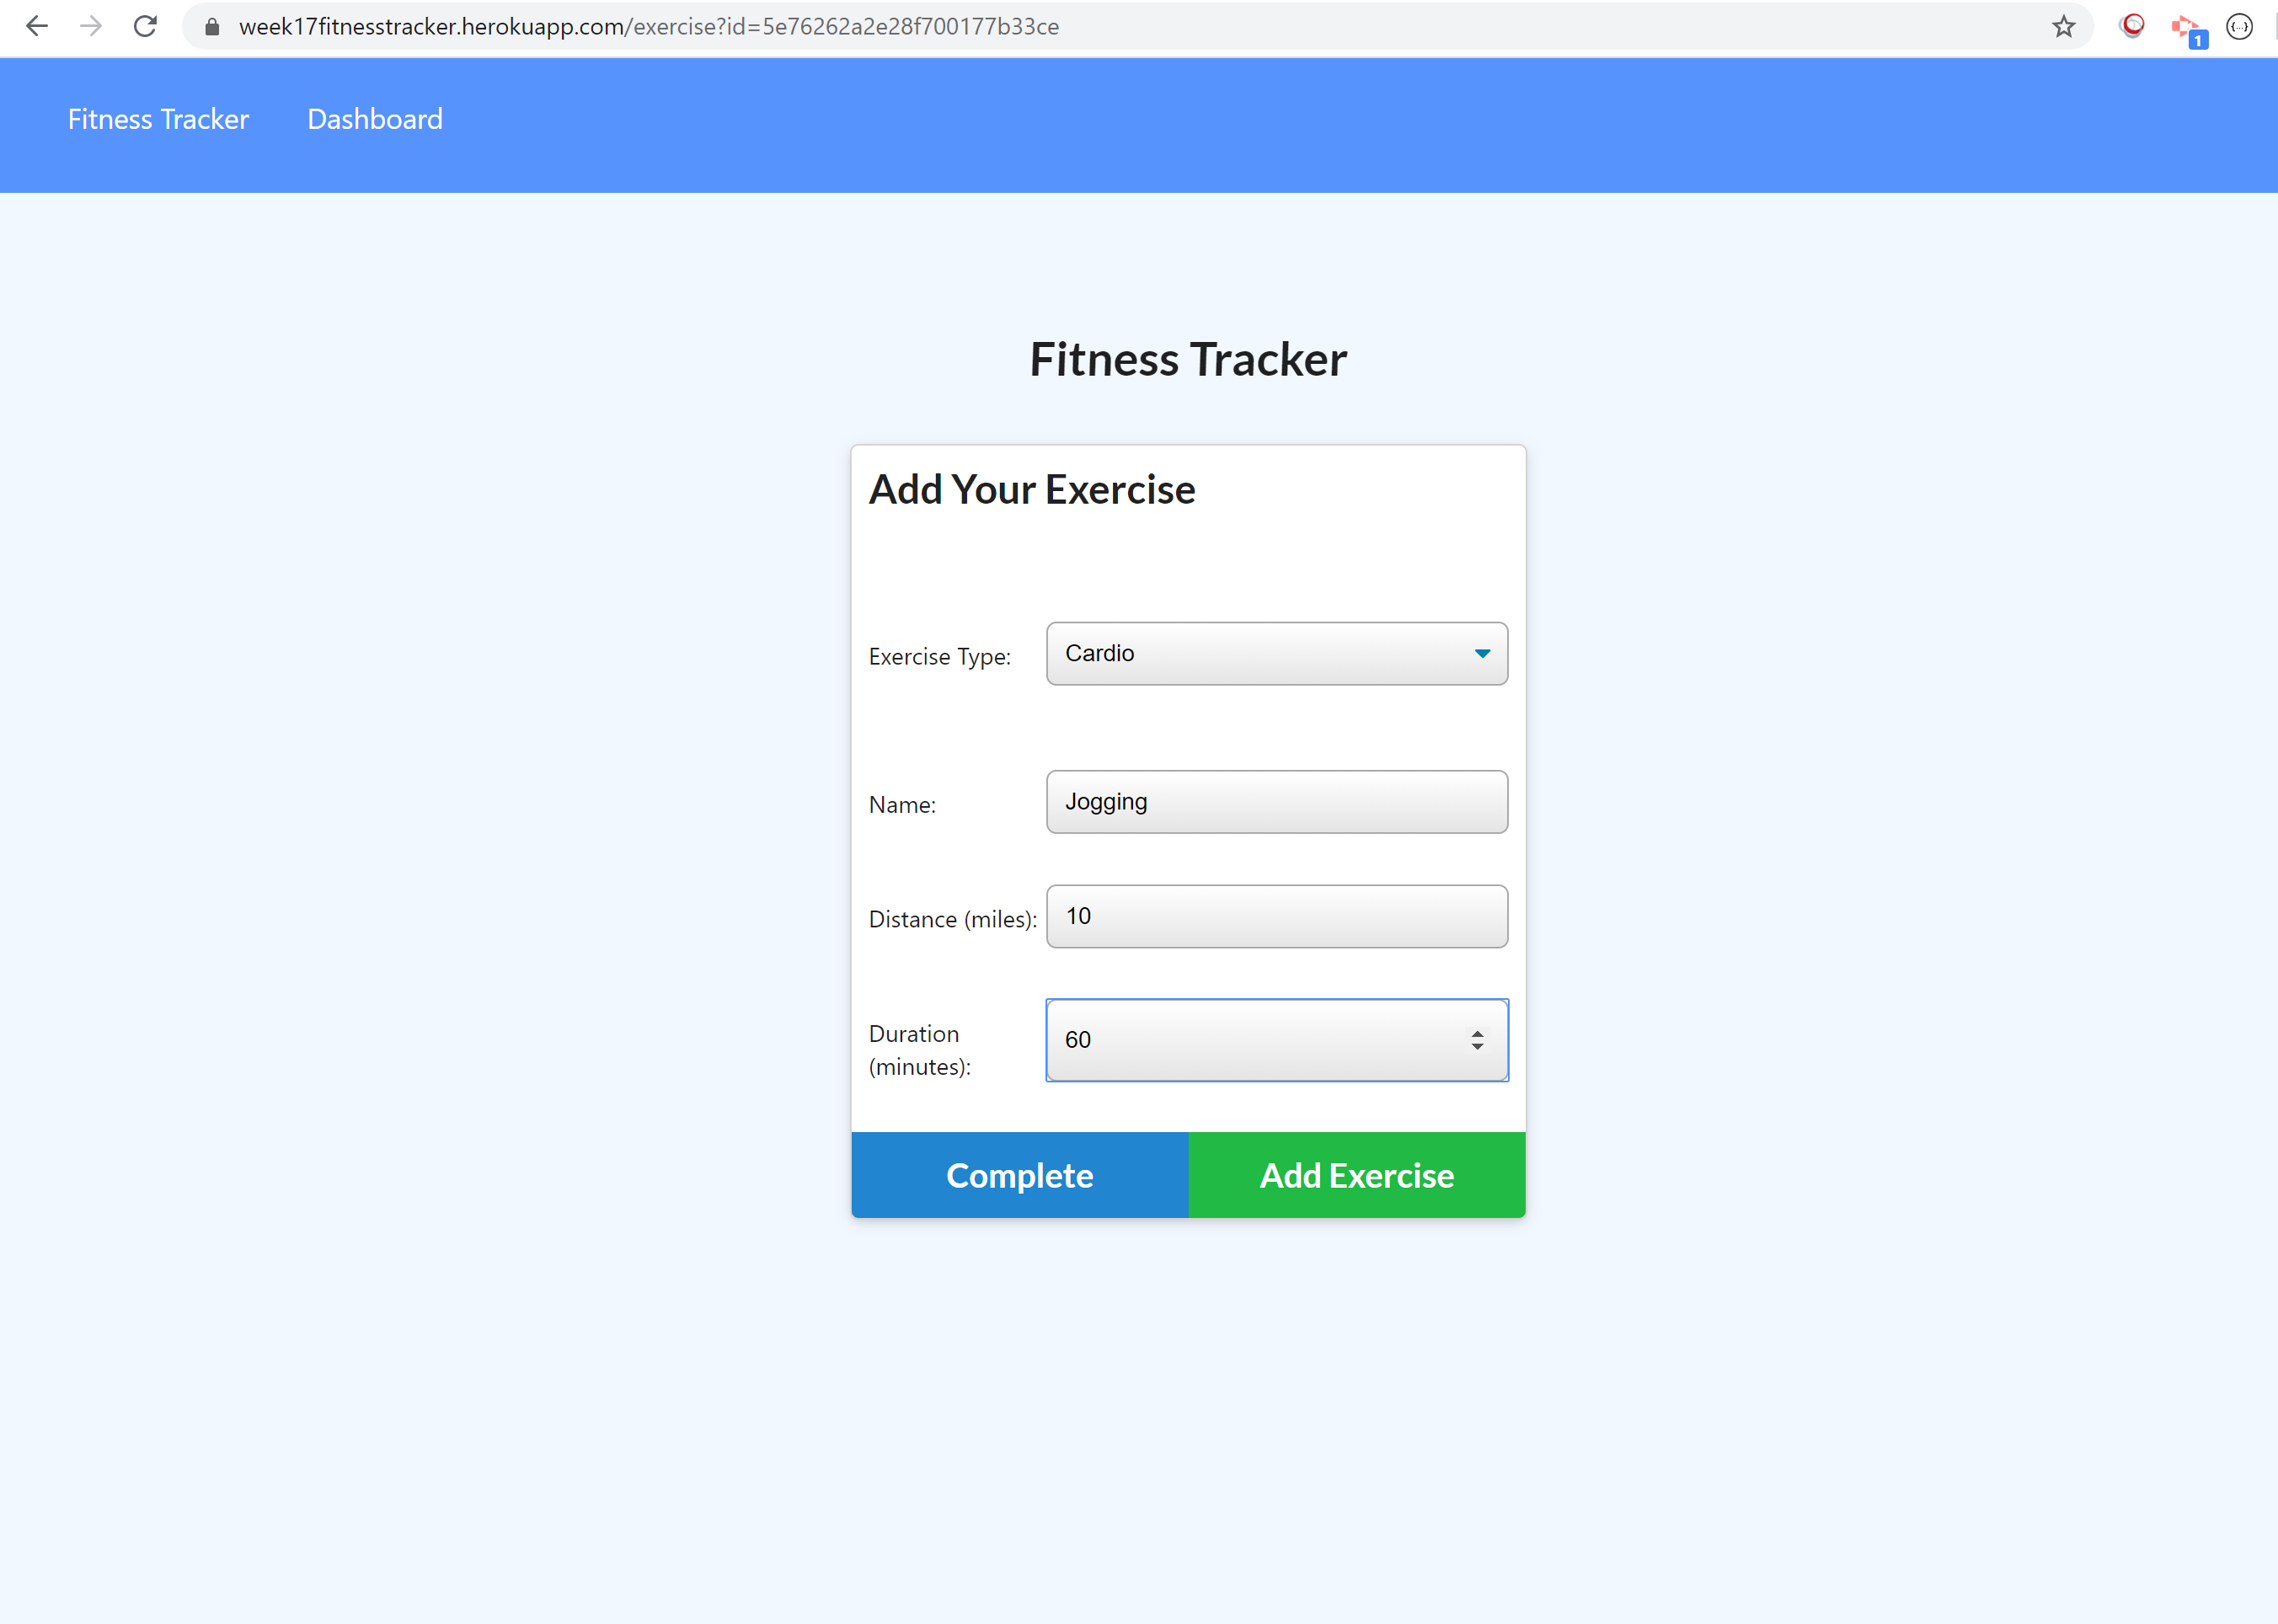 week17fitnesstracker.herokuapp.com/exercise?id=5e76262a2e28f700177b33ce
1
{...}
Fitness Tracker Dashboard
Fitness Tracker
Add Your Exercise
Exercise Type: Cardio
Name: Jogging
Distance (miles): 10
Duration
(minutes): 60
Complete Add Exercise